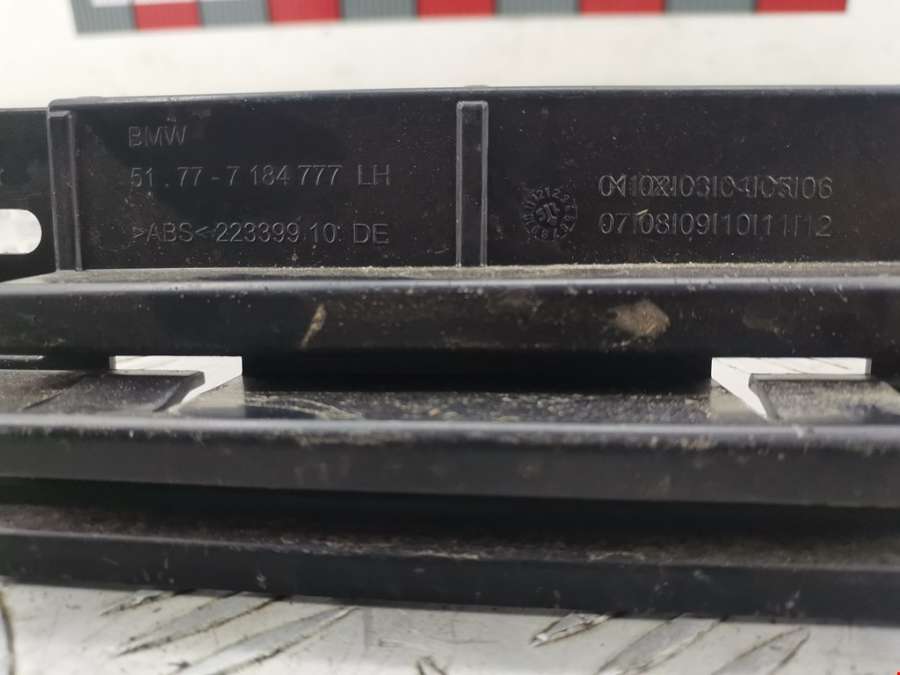 BMW
51.77-7 184 777 LH
>ABS< 223399 10 DE
01|02|03|04|05|06
07|08|09|10|11|12